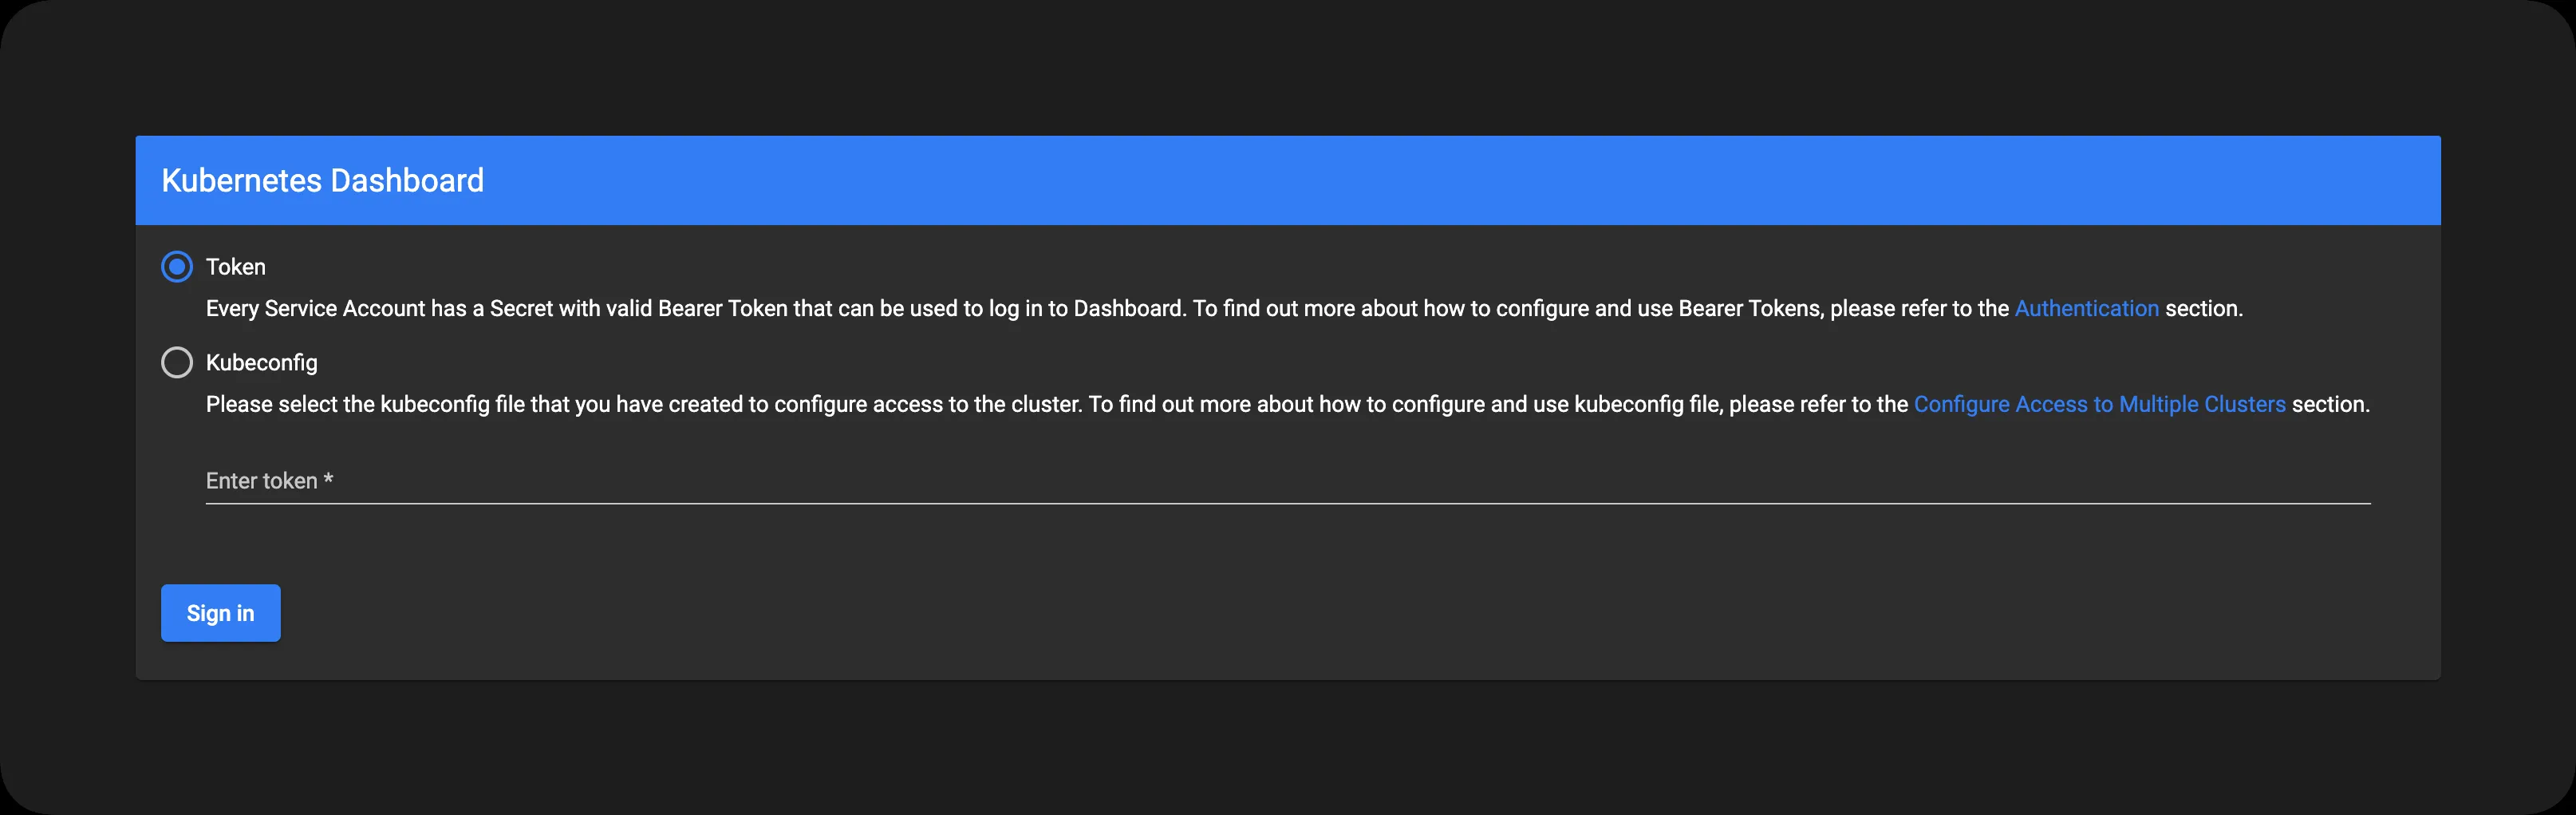 Kubernetes Dashboard
Token
Every Service Account has a Secret with valid Bearer Token that can be used to log in to Dashboard. To find out more about how to configure and use Bearer Tokens, please refer to the Authentication section.
Kubeconfig
Please select the kubeconfig file that you have created to configure access to the cluster. To find out more about how to configure and use kubeconfig file, please refer to the Configure Access to Multiple Clusters section.
Enter token *
Sign in